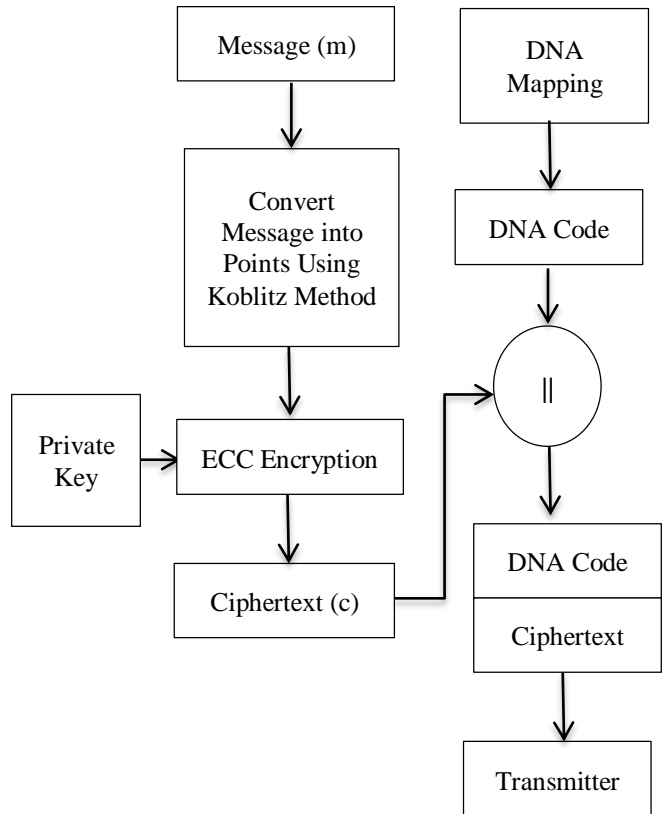 Message (m)
Convert
Message into
Points Using
Koblitz Method
Private
Key
ECC Encryption
Ciphertext (c)
DNA
Mapping
DNA Code
||
DNA Code
Ciphertext
Transmitter